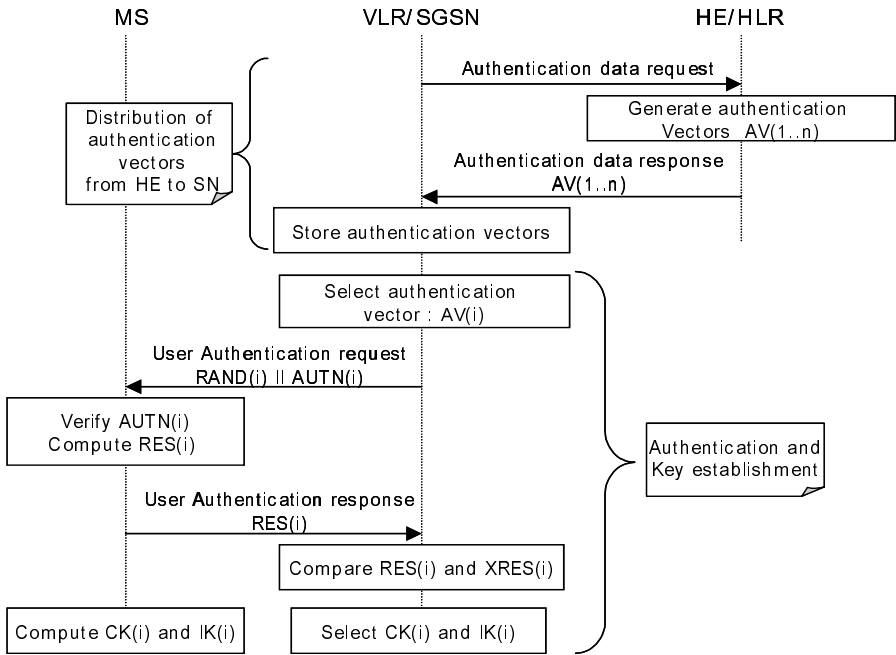 MS
VLR/SGSN
HE/HLR
Authentication data request
Distribution of
authentication
vectors
from HE to SN
Generate authentication
Vectors AV(1..n)
Authentication data response
AV(1..n)
Store authentication vectors
Select authentication
vector : AV(i)
User Authentication request
RAND(i) || AUTN(i)
Verify AUTN(i)
Compute RES(i)
Authentication and
Key establishment
User Authentication response
RES(i)
Compare RES(i) and XRES(i)
Compute CK(i) and IK(i)
Select CK(i) and IK(i)